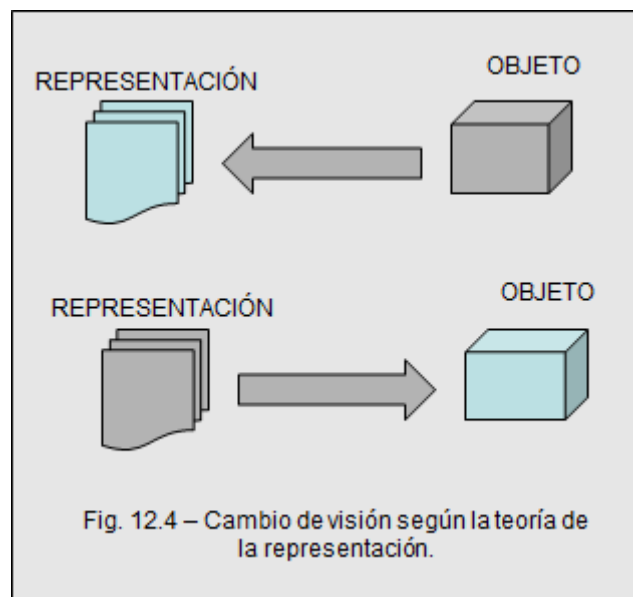 REPRESENTACIÓN
OBJETO
REPRESENTACIÓN
OBJETO
Fig. 12.4 – Cambio de visión según la teoría de
la representación.